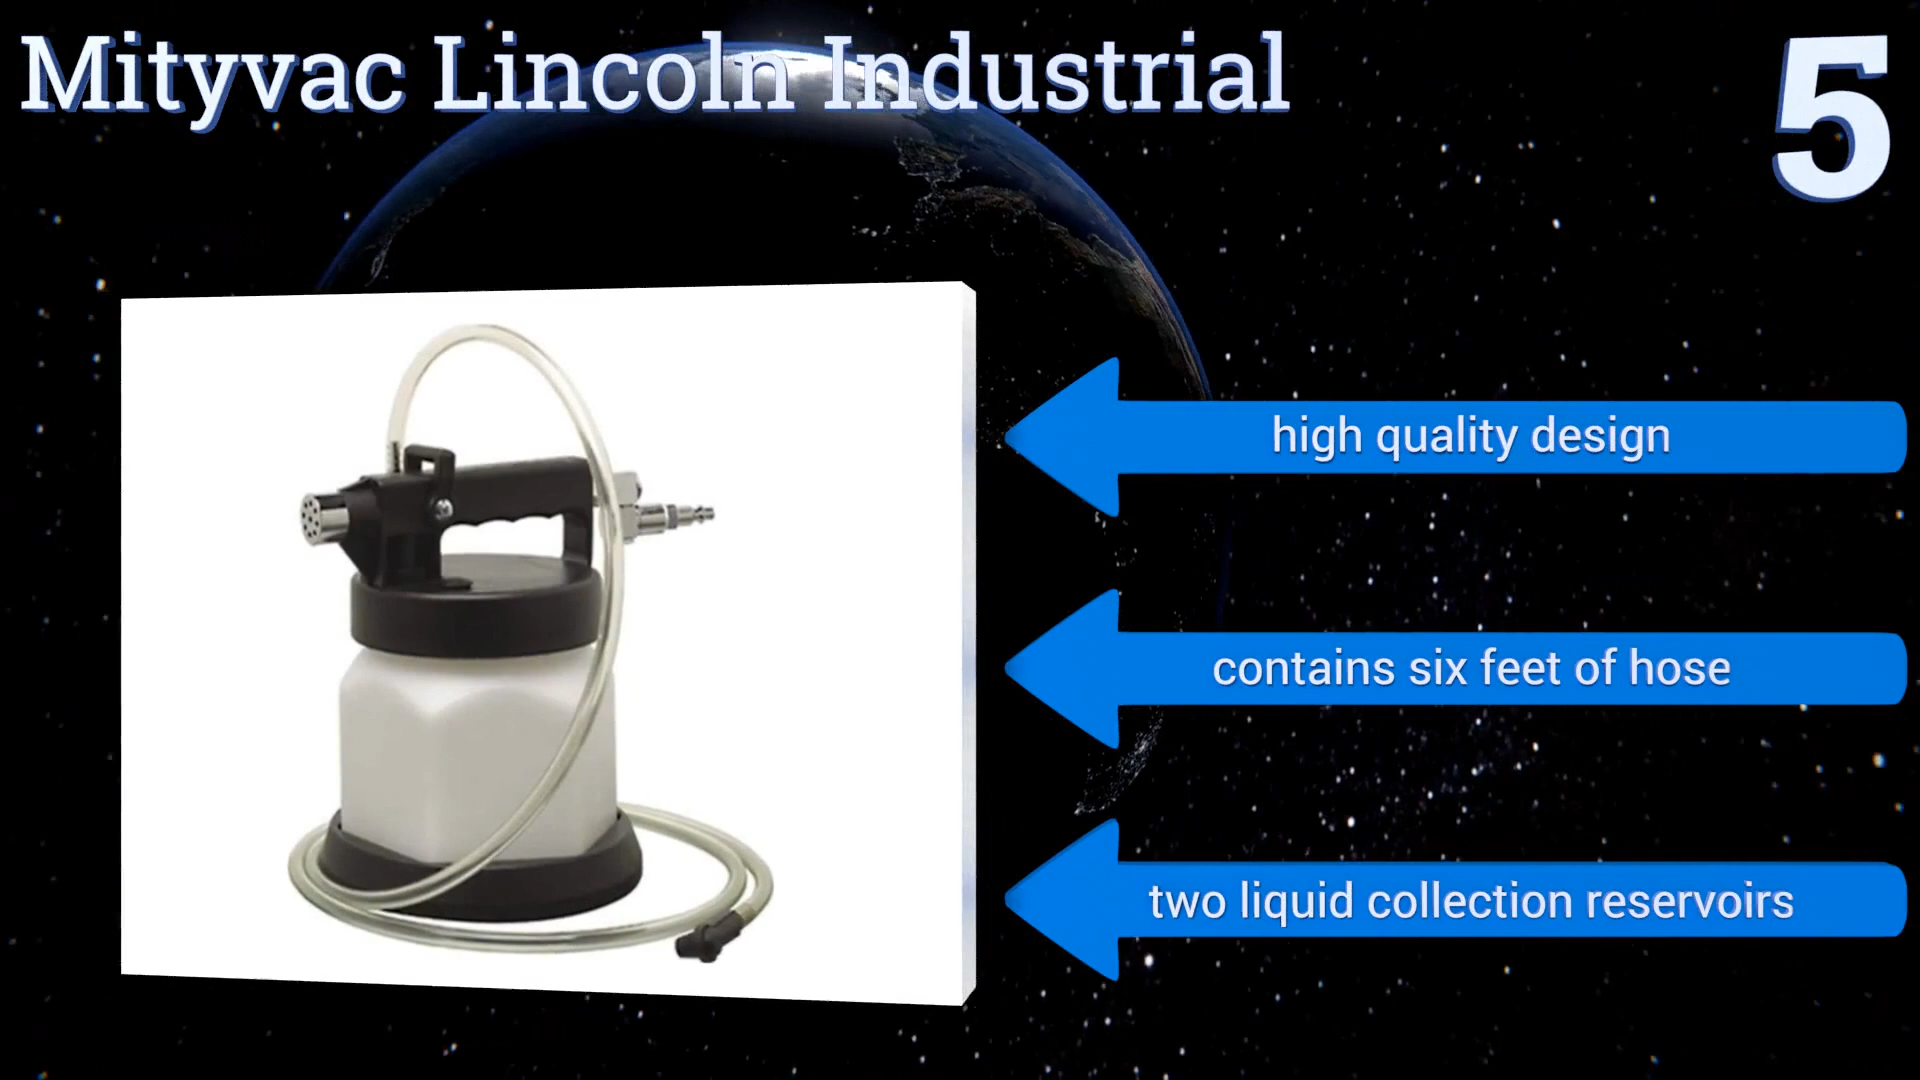 Mityvac Lincoln Industrial
5
high quality design
contains six feet of hose
two liquid collection reservoirs